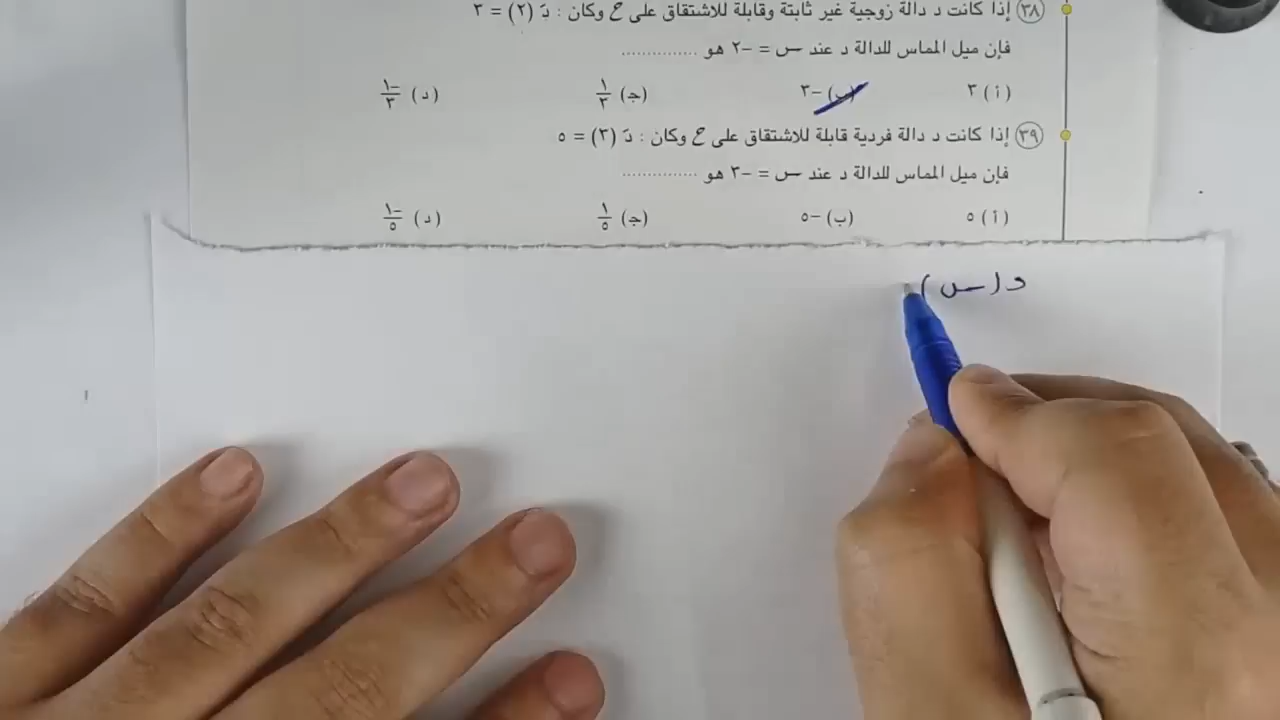 ٣٨ إذا كانت د دالة زوجية غير ثابتة وقابلة للاشتقاق على ح وكان : دَ (٢) = ٣
فإن ميل المماس للدالة د عند س = -٢ هو ...............
(أ) ٣ (ب) -٣ (جـ) ١/٣ (د) -١/٣
٣٩ إذا كانت د دالة فردية قابلة للاشتقاق على ح وكان : دَ (٣) = ٥
فإن ميل المماس للدالة د عند س = -٣ هو ...............
(أ) ٥ (ب) -٥ (جـ) ١/٥ (د) -١/٥
د (س)